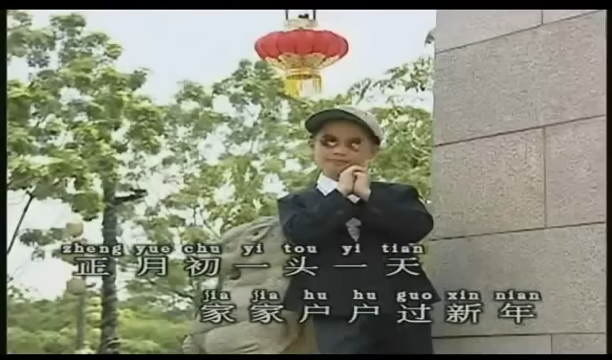 zheng yue chu yi tou yi tian
正月初一头一天
jia jia hu hu guo xin nian
家家户户过新年